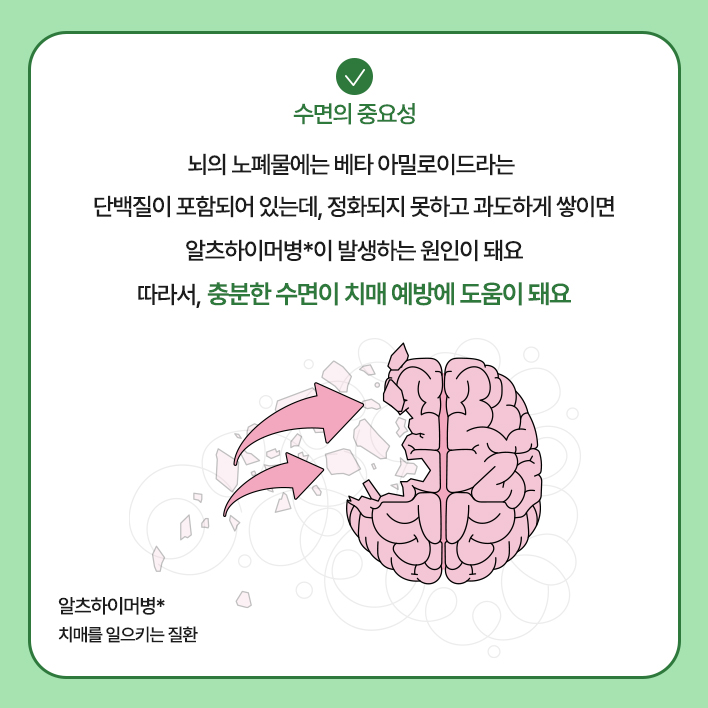 수면의 중요성
뇌의 노폐물에는 베타 아밀로이드라는
단백질이 포함되어 있는데, 정화되지 못하고 과도하게 쌓이면
알츠하이머병*이 발생하는 원인이 돼요
따라서, 충분한 수면이 치매 예방에 도움이 돼요
알츠하이머병*
치매를 일으키는 질환